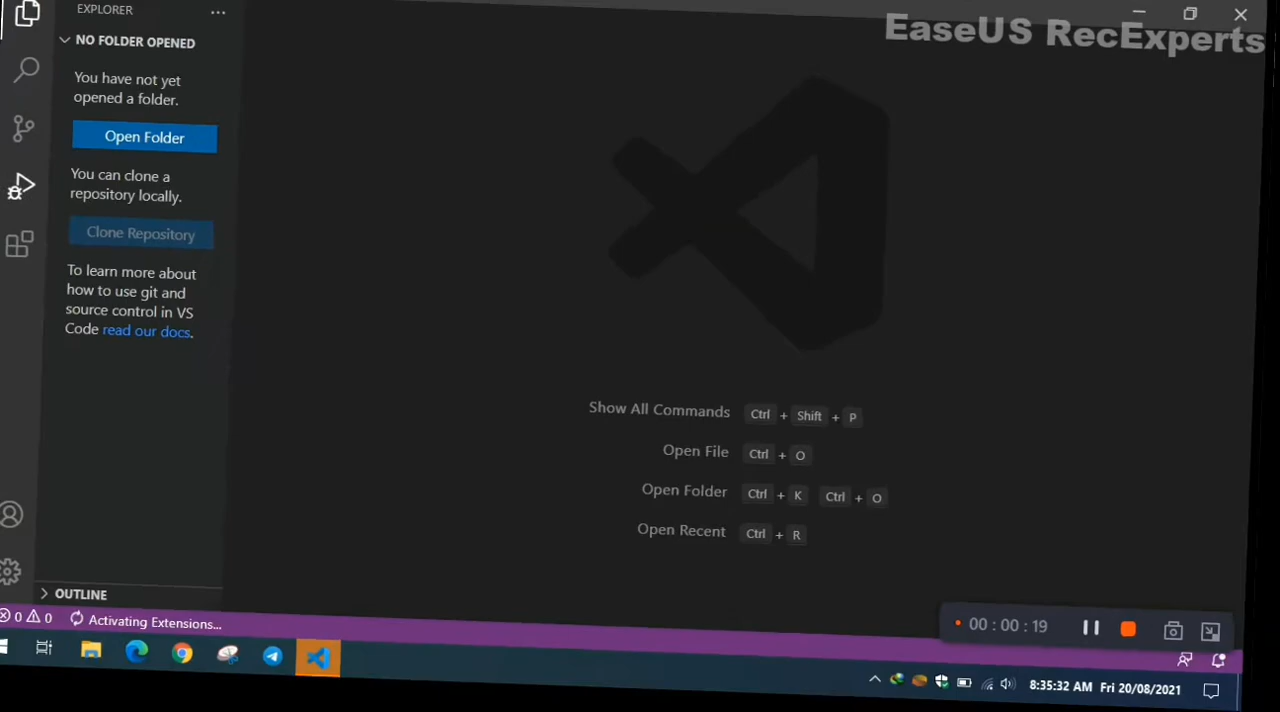 EXPLORER
NO FOLDER OPENED
You have not yet
opened a folder.
Open Folder
You can clone a
repository locally.
Clone Repository
To learn more about
how to use git and
source control in VS
Code read our docs.
EaseUS RecExperts
Show All Commands Ctrl + Shift + P
Open File Ctrl + O
Open Folder Ctrl + K Ctrl + O
Open Recent Ctrl + R
OUTLINE
0 0 Activating Extensions...
00 : 00 : 19
8:35:32 AM Fri 20/08/2021